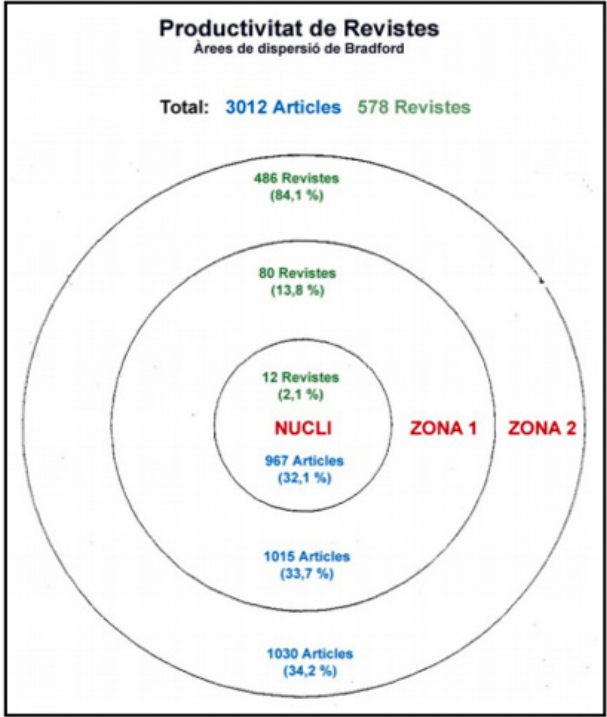 Productivitat de Revistes
Àrees de dispersió de Bradford
Total: 3012 Articles 578 Revistes
486 Revistes
(84,1 %)
80 Revistes
(13,8 %)
12 Revistes
(2,1 %)
NUCLI ZONA 1 ZONA 2
967 Articles
(32,1 %)
1015 Articles
(33,7 %)
1030 Articles
(34,2 %)